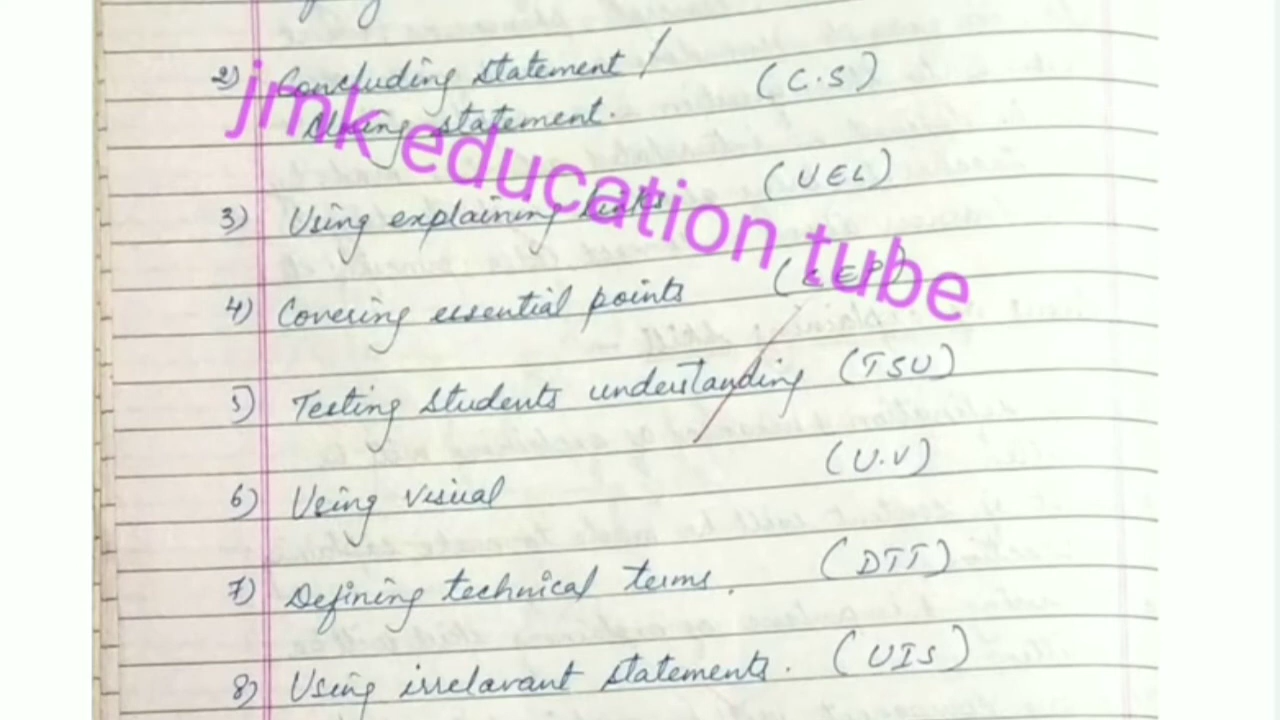 2) Concluding statement / (C.S)
Closing statement.
3) Using explaining links (UEL)
4) Covering essential points (CEP)
5) Testing students understanding (TSU)
6) Using visual (U.V)
7) Defining technical terms. (DTT)
8) Using irrelavant statements. (UIS)
jmk education tube